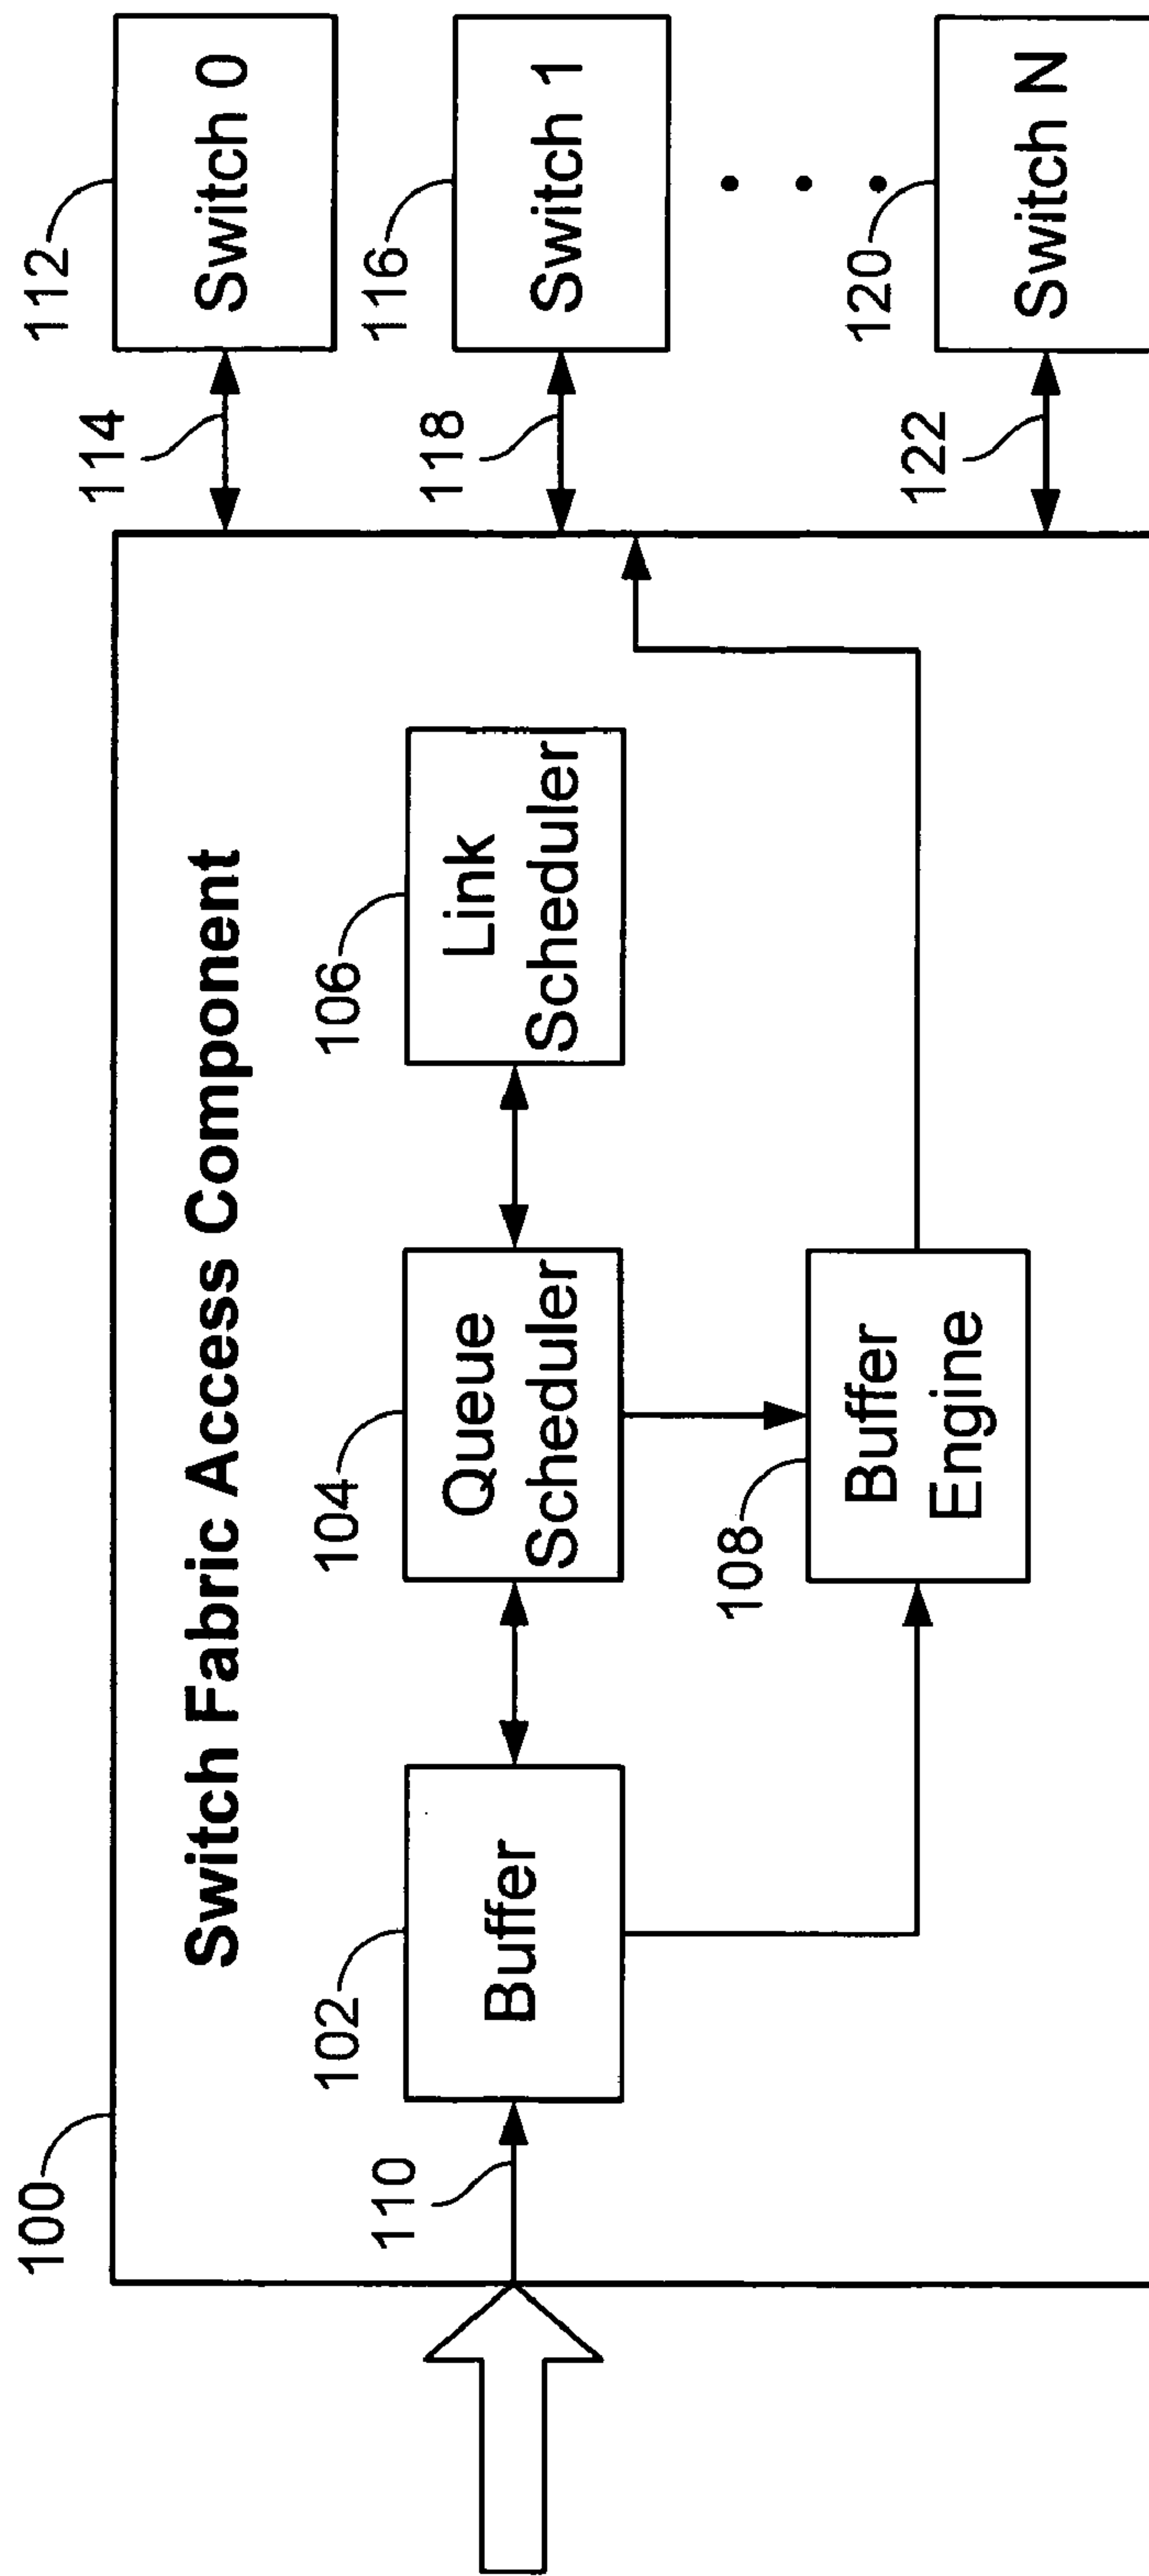 100
Switch Fabric Access Component
110
102
Buffer
104
Queue
Scheduler
106
Link
Scheduler
108
Buffer
Engine
112
Switch 0
114
116
Switch 1
118
120
Switch N
122